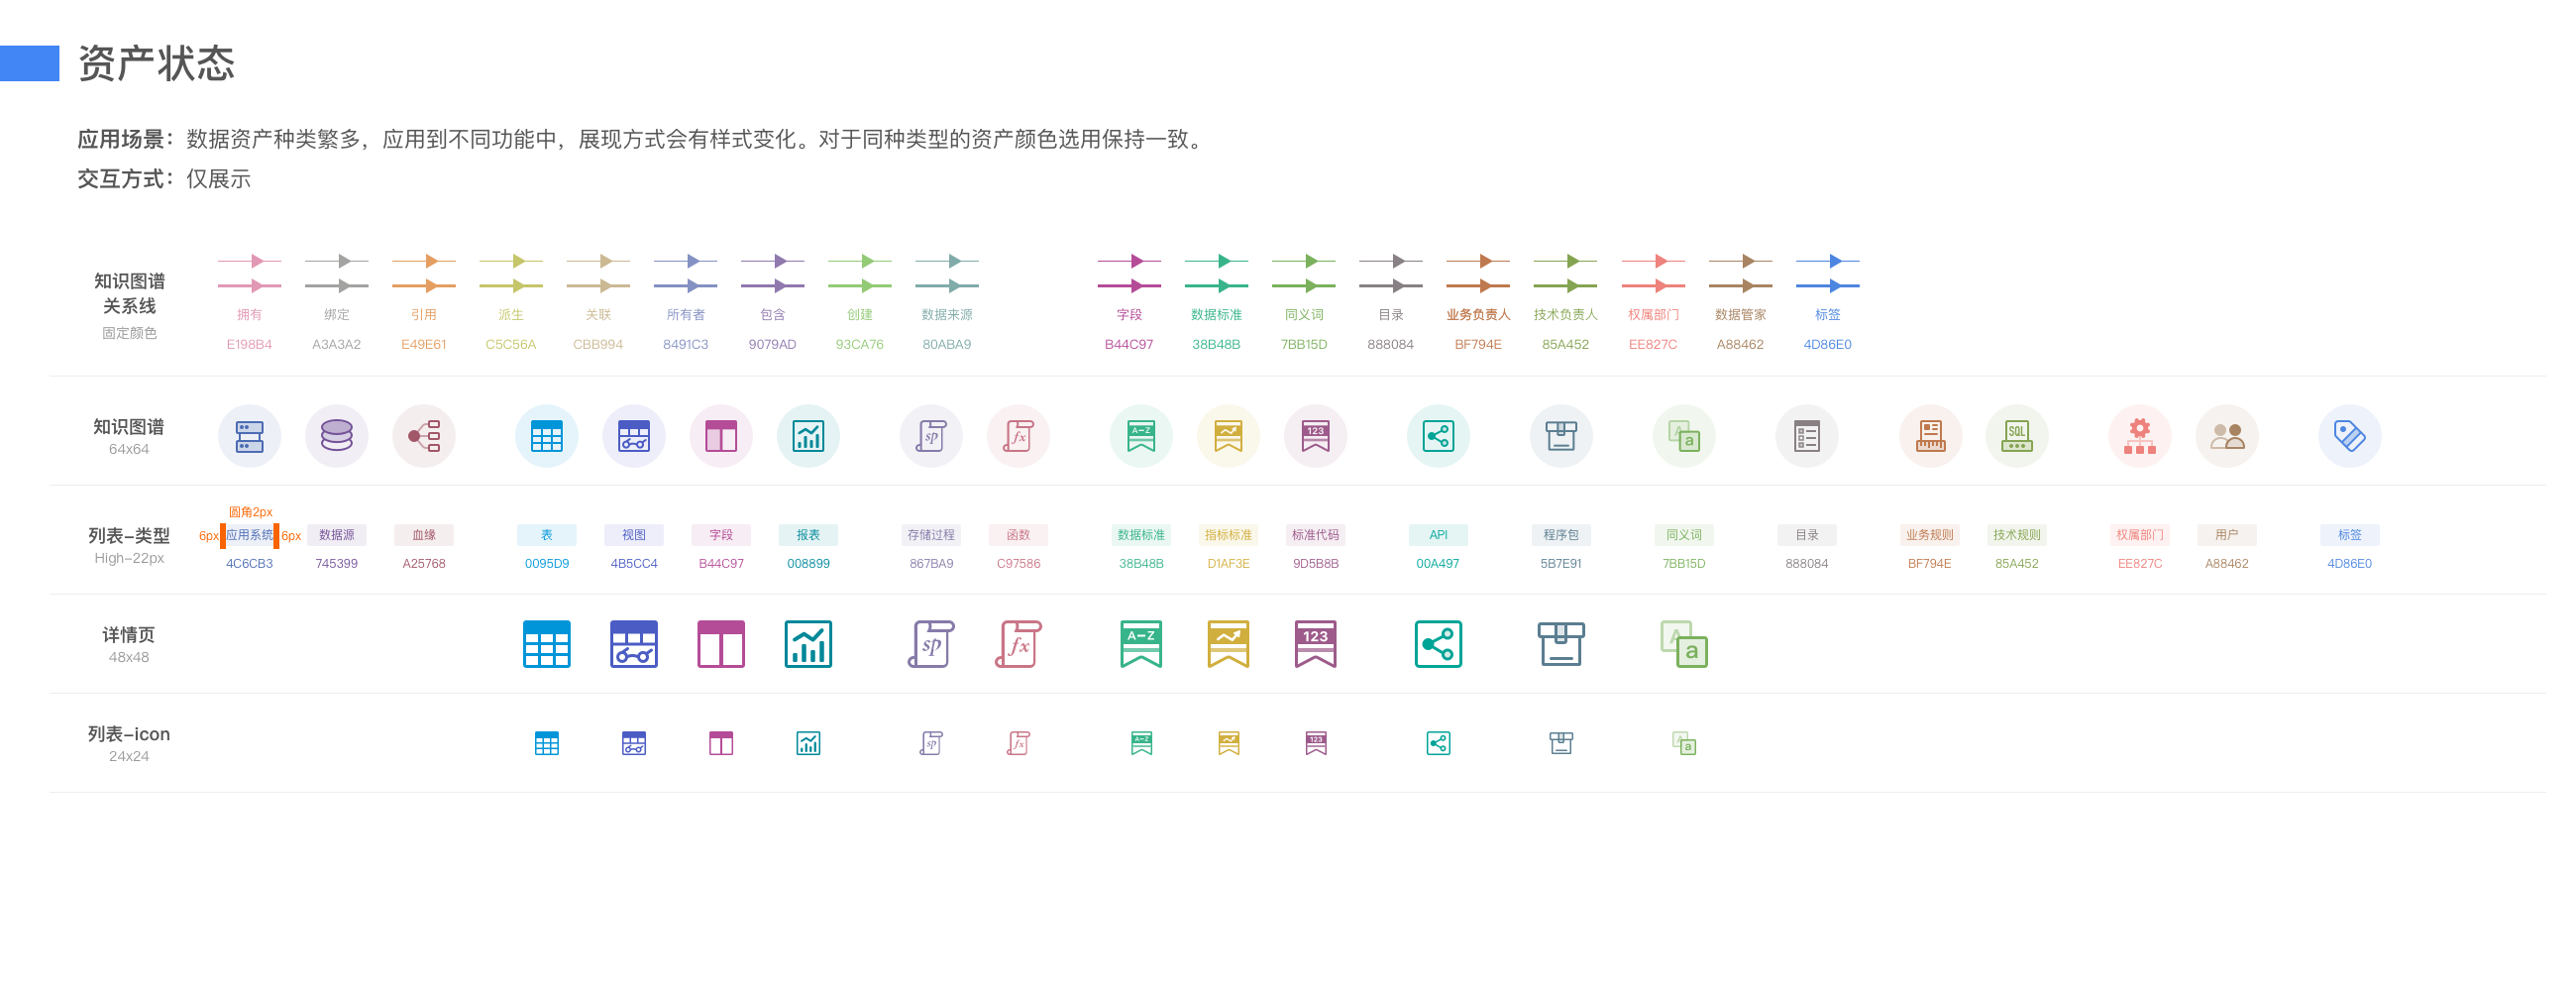 资产状态
应用场景：数据资产种类繁多，应用到不同功能中，展现方式会有样式变化。对于同种类型的资产颜色选用保持一致。
交互方式：仅展示
知识图谱
关系线
固定颜色
拥有 绑定 引用 派生 关联 所有者 包含 创建 数据来源 字段 数据标准 同义词 目录 业务负责人 技术负责人 权属部门 数据管家 标签
E198B4 A3A3A2 E49E61 C5C56A CBB994 8491C3 9079AD 93CA76 80ABA9 B44C97 38B48B 7BB15D 888084 BF794E 85A452 EE827C A88462 4D86E0
知识图谱
64x64
sp fx A-Z 123 A a SQL
圆角2px
列表-类型
High-22px
6px 应用系统 6px 数据源 血缘 表 视图 字段 报表 存储过程 函数 数据标准 指标标准 标准代码 API 程序包 同义词 目录 业务规则 技术规则 权属部门 用户 标签
4C6CB3 745399 A25768 0095D9 4B5CC4 B44C97 008899 867BA9 C97586 38B48B D1AF3E 9D5B8B 00A497 5B7E91 7BB15D 888084 BF794E 85A452 EE827C A88462 4D86E0
详情页
48x48
sp fx A-Z 123 A a
列表-icon
24x24
sp fx A-Z 123 A a